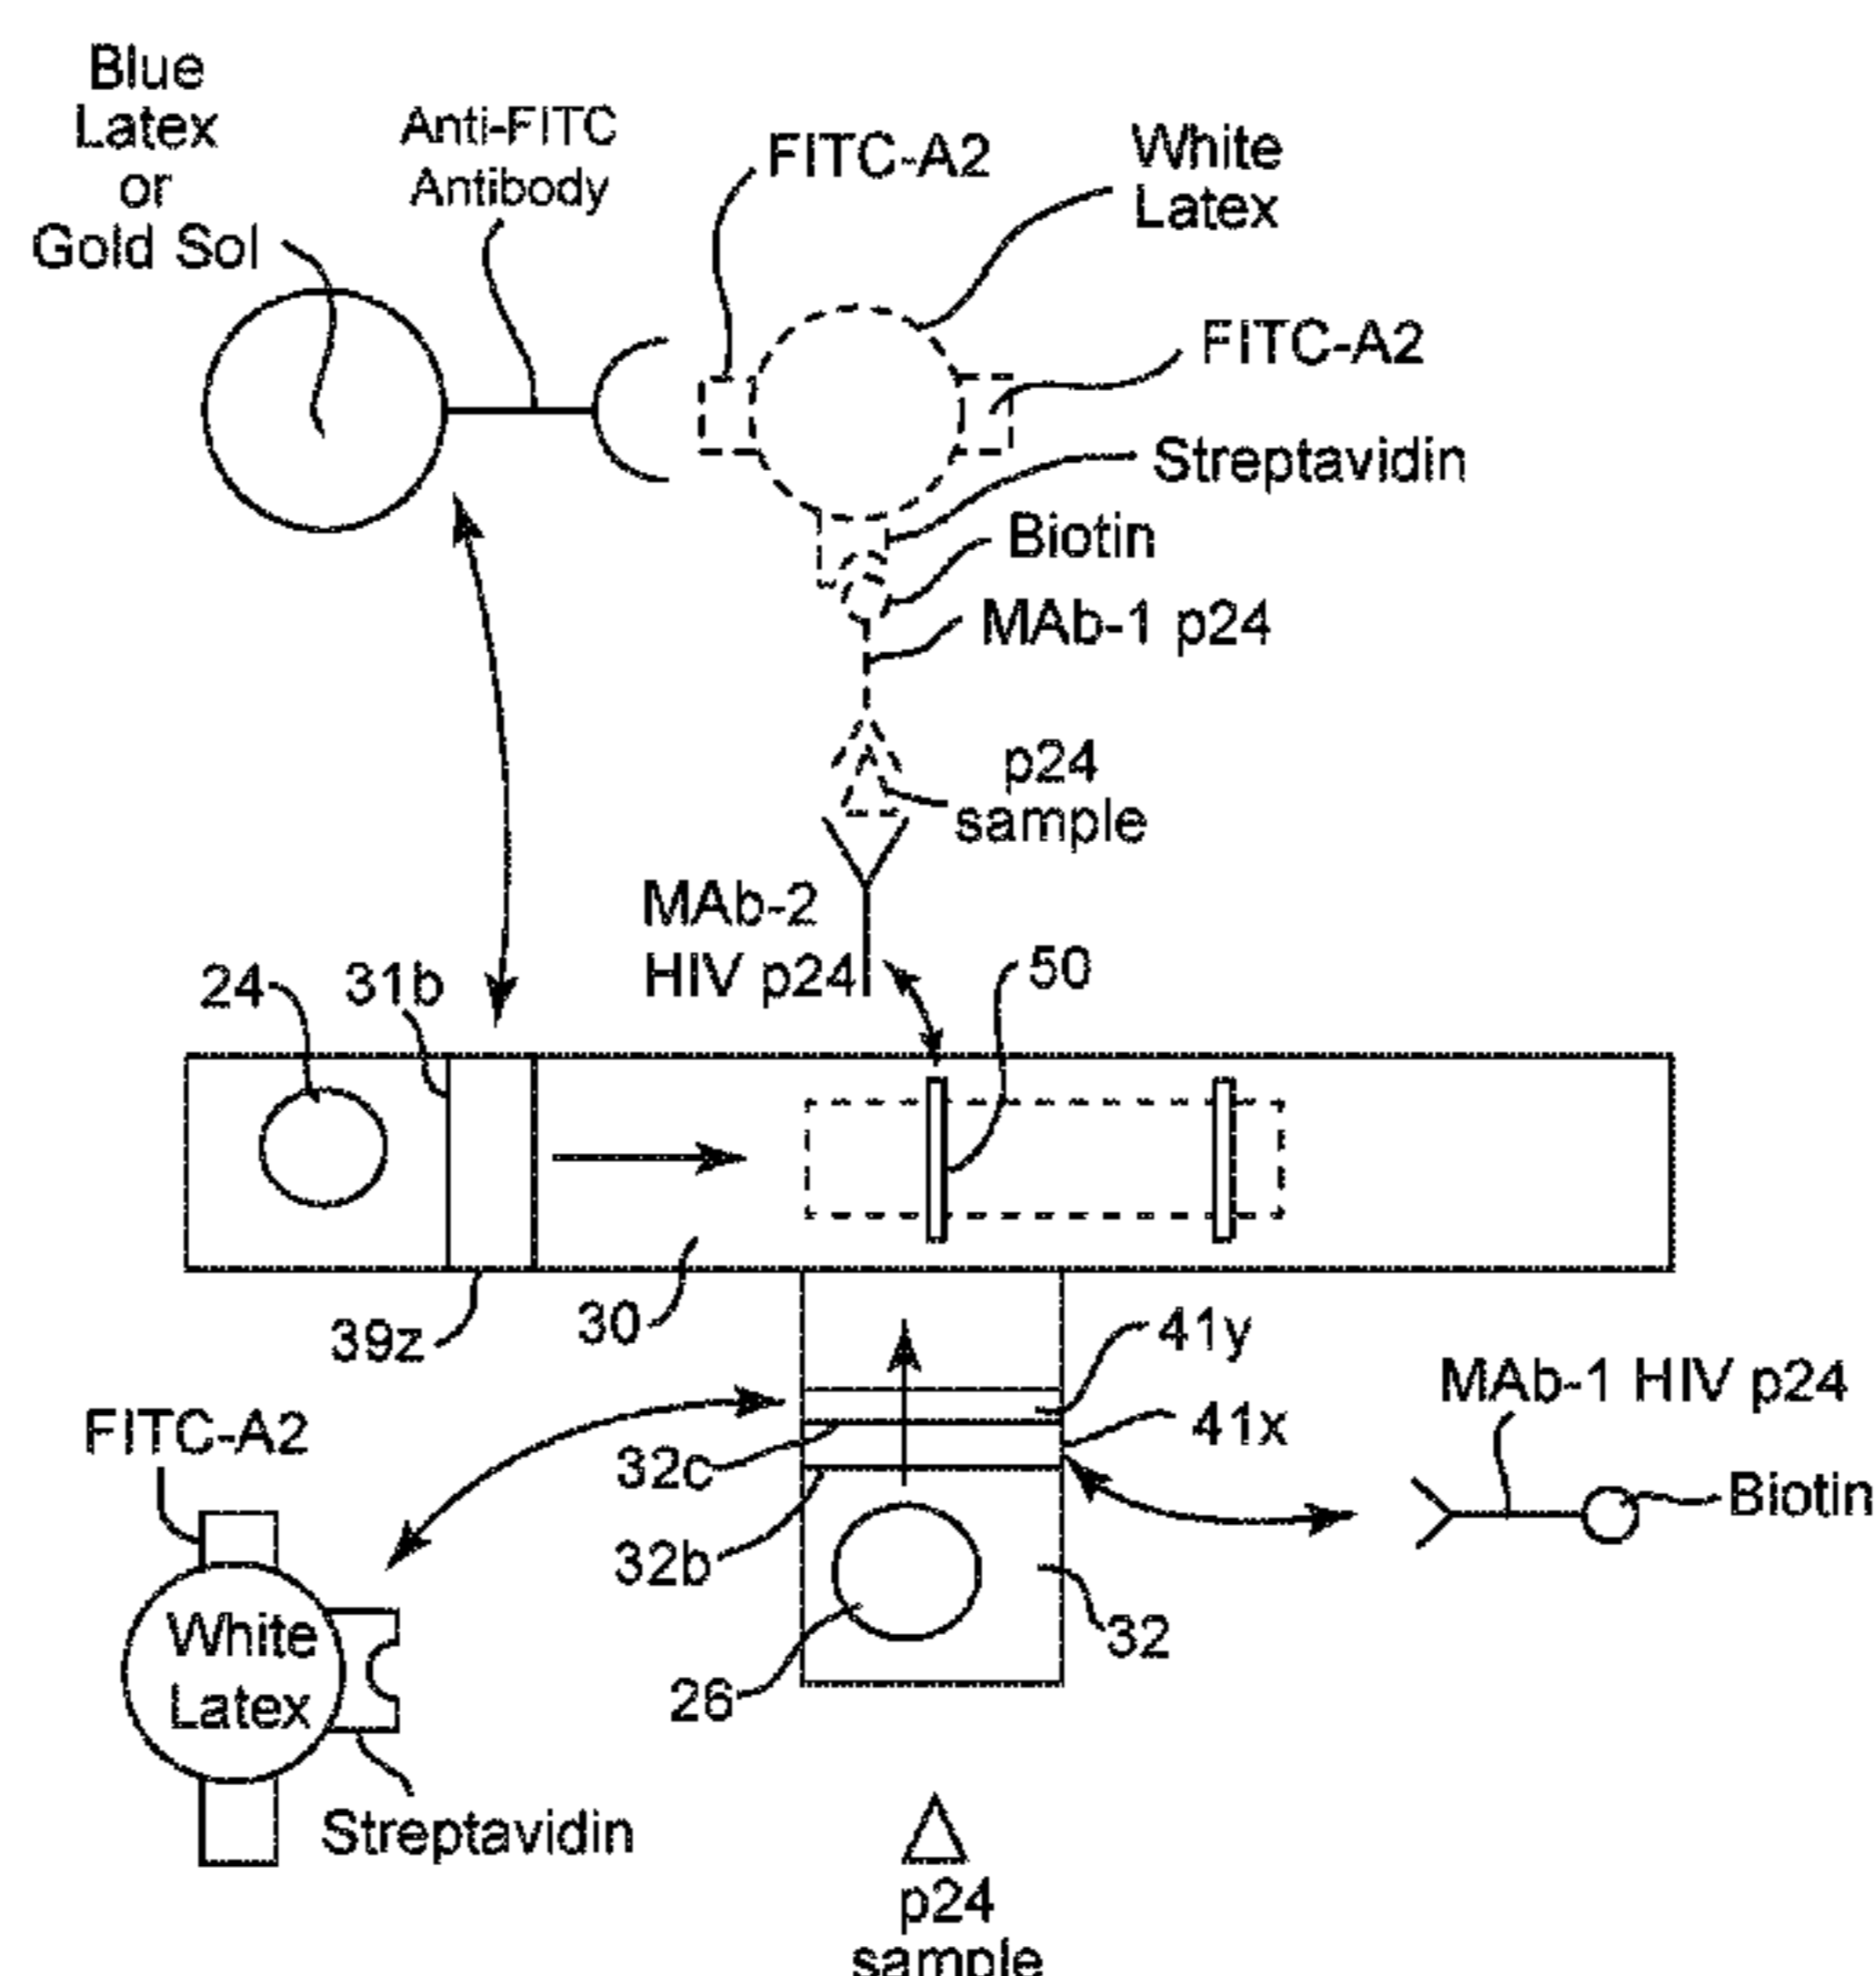 Blue
Latex
or
Gold Sol
Anti-FITC
Antibody
FITC-A2
White
Latex
FITC-A2
Streptavidin
Biotin
MAb-1 p24
p24
sample
MAb-2
HIV p24
24
31b
50
39z
30
41y
41x
32c
32b
MAb-1 HIV p24
Biotin
FITC-A2
White
Latex
26
32
Streptavidin
p24
sample